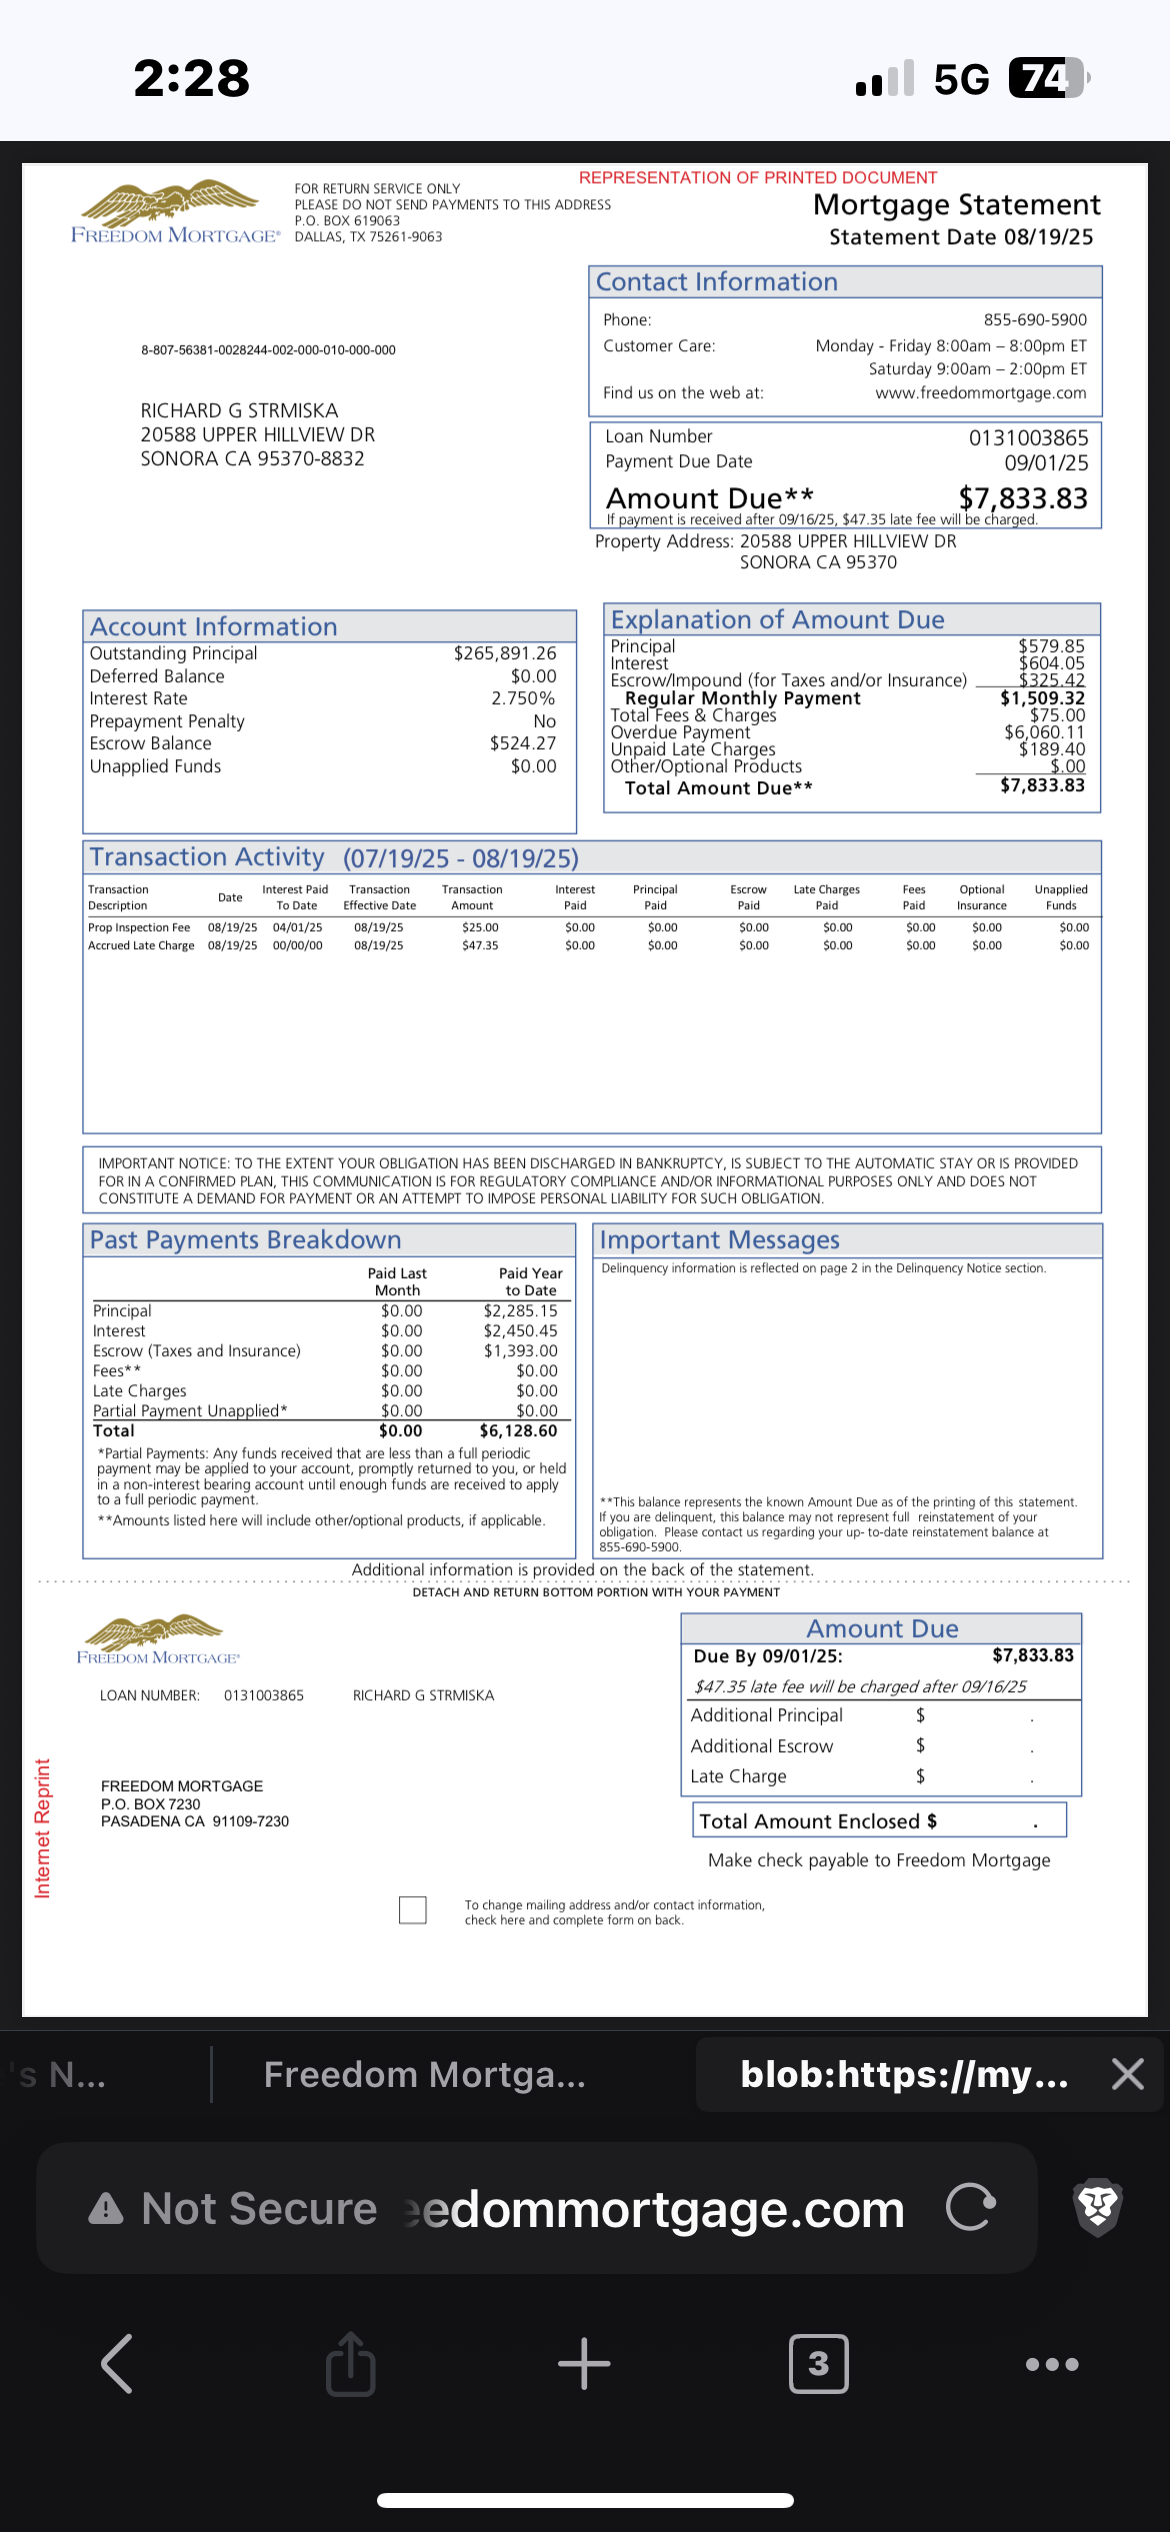 2:28
5G 74
REPRESENTATION OF PRINTED DOCUMENT
FREEDOM MORTGAGE®
FOR RETURN SERVICE ONLY
PLEASE DO NOT SEND PAYMENTS TO THIS ADDRESS
P.O. BOX 619063
DALLAS, TX 75261-9063
Mortgage Statement
Statement Date 08/19/25
Contact Information
Phone: 855-690-5900
Customer Care: Monday - Friday 8:00am – 8:00pm ET
Saturday 9:00am – 2:00pm ET
Find us on the web at: www.freedommortgage.com
8-807-56381-0028244-002-000-010-000-000
RICHARD G STRMISKA
20588 UPPER HILLVIEW DR
SONORA CA 95370-8832
Loan Number 0131003865
Payment Due Date 09/01/25
Amount Due** $7,833.83
If payment is received after 09/16/25, $47.35 late fee will be charged.
Property Address: 20588 UPPER HILLVIEW DR
SONORA CA 95370
Account Information
Outstanding Principal $265,891.26
Deferred Balance $0.00
Interest Rate 2.750%
Prepayment Penalty No
Escrow Balance $524.27
Unapplied Funds $0.00
Explanation of Amount Due
Principal $579.85
Interest $604.05
Escrow/Impound (for Taxes and/or Insurance) $325.42
Regular Monthly Payment $1,509.32
Total Fees & Charges $75.00
Overdue Payment $6,060.11
Unpaid Late Charges $189.40
Other/Optional Products $.00
Total Amount Due** $7,833.83
Transaction Activity (07/19/25 - 08/19/25)
Transaction Description Date Interest Paid To Date Transaction Effective Date Transaction Amount Interest Paid Principal Paid Escrow Paid Late Charges Paid Fees Paid Optional Insurance Unapplied Funds
Prop Inspection Fee 08/19/25 04/01/25 08/19/25 $25.00 $0.00 $0.00 $0.00 $0.00 $0.00 $0.00 $0.00
Accrued Late Charge 08/19/25 00/00/00 08/19/25 $47.35 $0.00 $0.00 $0.00 $0.00 $0.00 $0.00 $0.00
IMPORTANT NOTICE: TO THE EXTENT YOUR OBLIGATION HAS BEEN DISCHARGED IN BANKRUPTCY, IS SUBJECT TO THE AUTOMATIC STAY OR IS PROVIDED
FOR IN A CONFIRMED PLAN, THIS COMMUNICATION IS FOR REGULATORY COMPLIANCE AND/OR INFORMATIONAL PURPOSES ONLY AND DOES NOT
CONSTITUTE A DEMAND FOR PAYMENT OR AN ATTEMPT TO IMPOSE PERSONAL LIABILITY FOR SUCH OBLIGATION.
Past Payments Breakdown
Paid Last Month Paid Year to Date
Principal $0.00 $2,285.15
Interest $0.00 $2,450.45
Escrow (Taxes and Insurance) $0.00 $1,393.00
Fees** $0.00 $0.00
Late Charges $0.00 $0.00
Partial Payment Unapplied* $0.00 $0.00
Total $0.00 $6,128.60
*Partial Payments: Any funds received that are less than a full periodic
payment may be applied to your account, promptly returned to you, or held
in a non-interest bearing account until enough funds are received to apply
to a full periodic payment.
**Amounts listed here will include other/optional products, if applicable.
Important Messages
Delinquency information is reflected on page 2 in the Delinquency Notice section.
**This balance represents the known Amount Due as of the printing of this statement.
If you are delinquent, this balance may not represent full reinstatement of your
obligation. Please contact us regarding your up- to-date reinstatement balance at
855-690-5900.
Additional information is provided on the back of the statement.
DETACH AND RETURN BOTTOM PORTION WITH YOUR PAYMENT
FREEDOM MORTGAGE®
LOAN NUMBER: 0131003865 RICHARD G STRMISKA
Amount Due
Due By 09/01/25: $7,833.83
$47.35 late fee will be charged after 09/16/25
Additional Principal $ .
Additional Escrow $ .
Late Charge $ .
Total Amount Enclosed $ .
Make check payable to Freedom Mortgage
Internet Reprint
FREEDOM MORTGAGE
P.O. BOX 7230
PASADENA CA 91109-7230
To change mailing address and/or contact information,
check here and complete form on back.
's N...
Freedom Mortga...
blob:https://my...
Not Secure eedommortgage.com
3